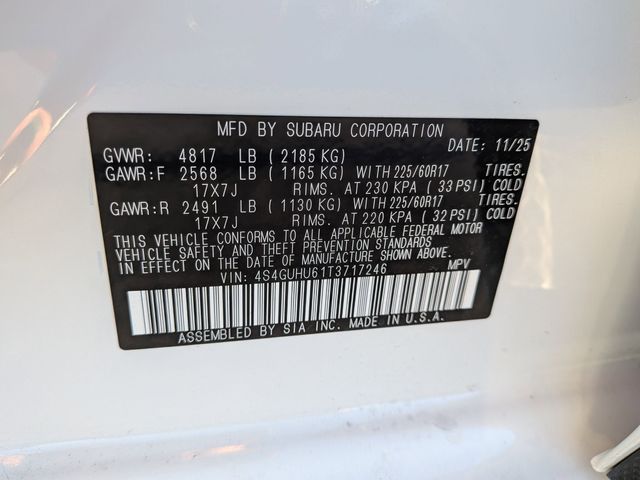 MFD BY SUBARU CORPORATION DATE: 11/25
GVWR: 4817 LB ( 2185 KG)
GAWR:F 2568 LB ( 1165 KG) WITH 225/60R17 TIRES.
17X7J RIMS. AT 230 KPA ( 33 PSI) COLD
GAWR:R 2491 LB ( 1130 KG) WITH 225/60R17 TIRES.
17X7J RIMS. AT 220 KPA ( 32 PSI) COLD
THIS VEHICLE CONFORMS TO ALL APPLICABLE FEDERAL MOTOR
VEHICLE SAFETY AND THEFT PREVENTION STANDARDS
IN EFFECT ON THE DATE OF MANUFACTURE SHOWN ABOVE.
VIN: 4S4GUHU61T3717246 MPV
ASSEMBLED BY SIA INC. MADE IN U.S.A.